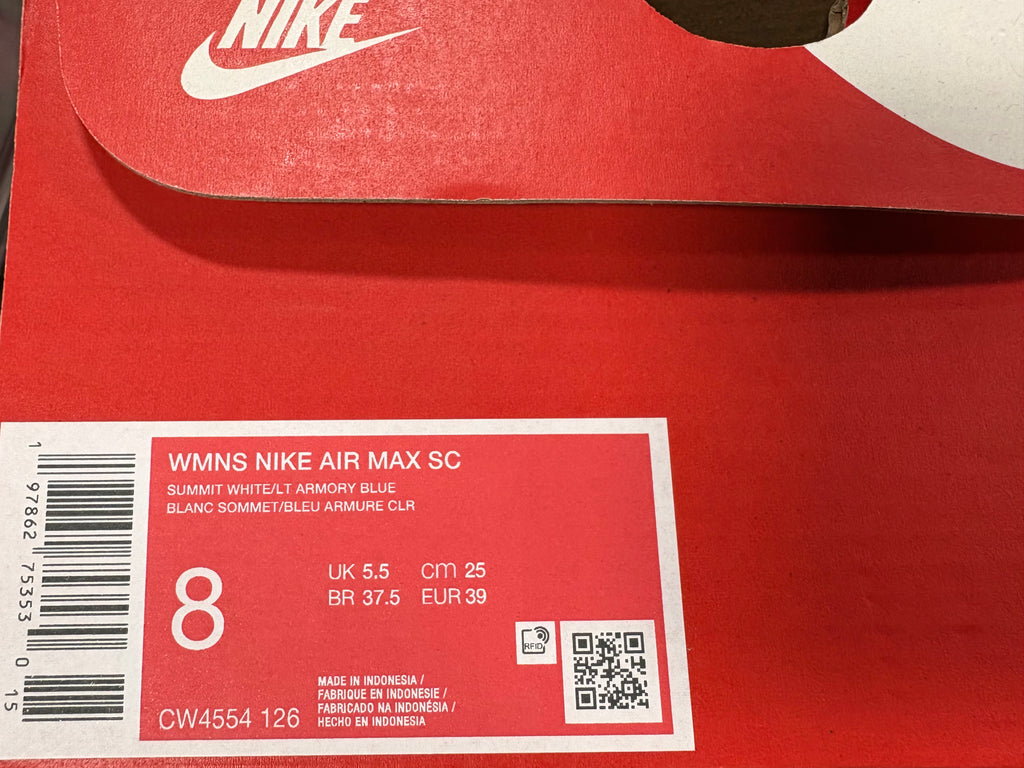 NIKE
WMNS NIKE AIR MAX SC
SUMMIT WHITE/LT ARMORY BLUE
BLANC SOMMET/BLEU ARMURE CLR
8
UK 5.5 cm 25
BR 37.5 EUR 39
RFID
MADE IN INDONESIA /
FABRIQUE EN INDONESIE /
FABRICADO NA INDONÉSIA /
HECHO EN INDONESIA
CW4554 126
1 97862 75353 0 15